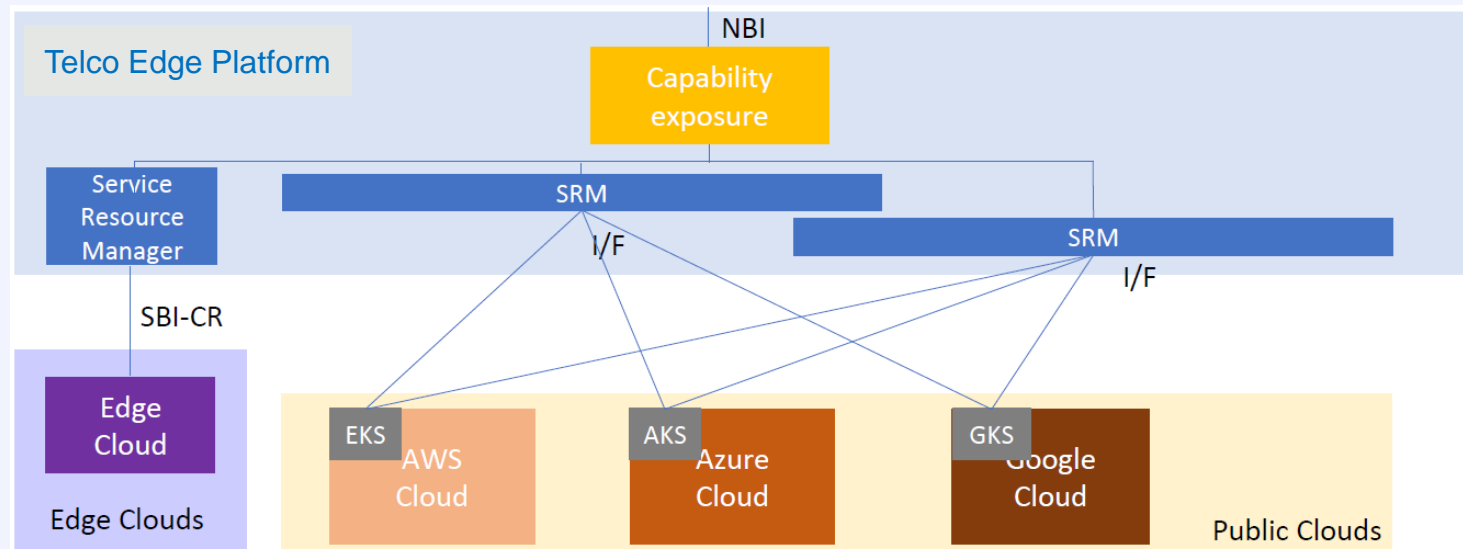 NBI
Telco Edge Platform
Capability
exposure
Service
Resource
Manager
SRM
SRM
I/F
I/F
SBI-CR
Edge
Cloud
Edge Clouds
EKS
AWS
Cloud
AKS
Azure
Cloud
GKS
Google
Cloud
Public Clouds